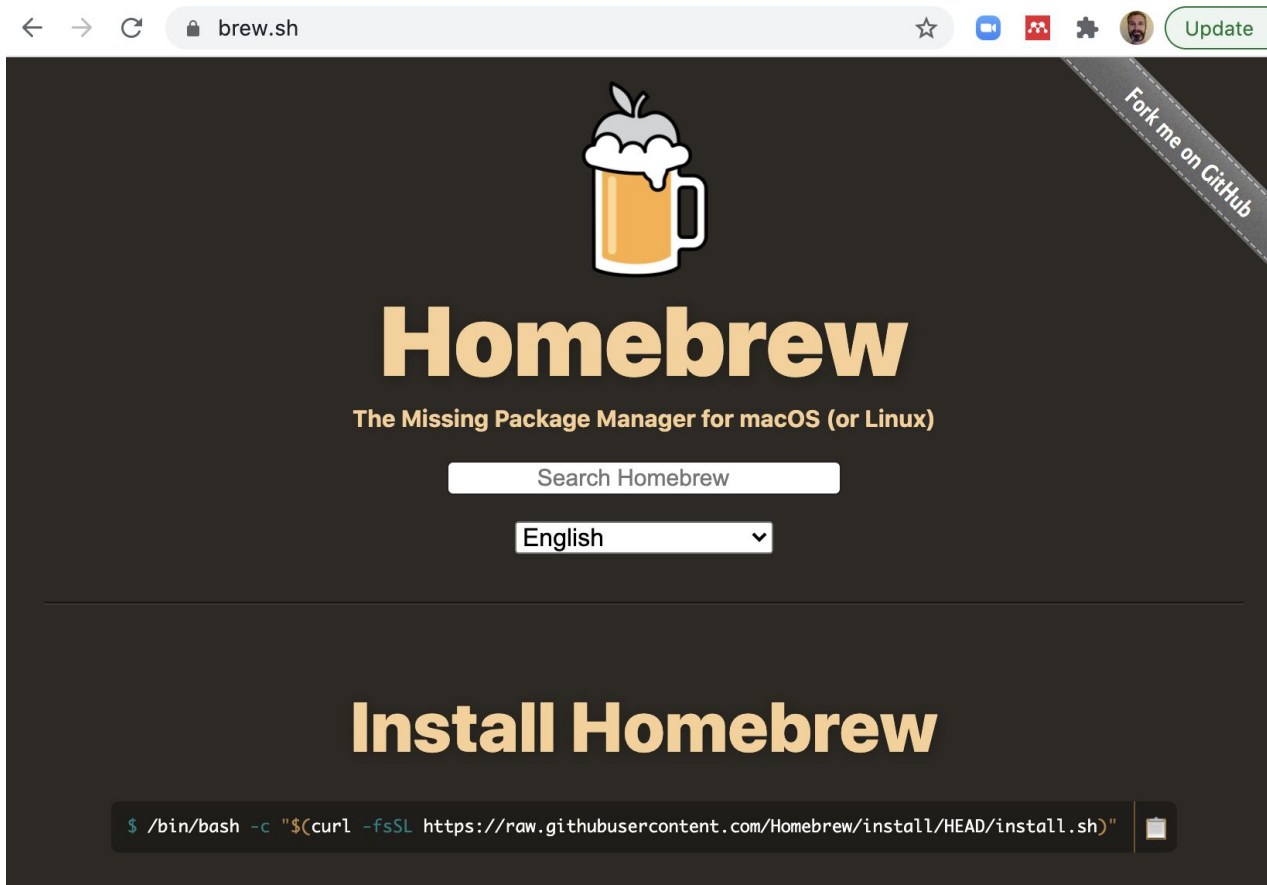 brew.sh
Update
Fork me on GitHub
Homebrew
The Missing Package Manager for macOS (or Linux)
Search Homebrew
English
Install Homebrew
$ /bin/bash -c "$(curl -fsSL https://raw.githubusercontent.com/Homebrew/install/HEAD/install.sh)"